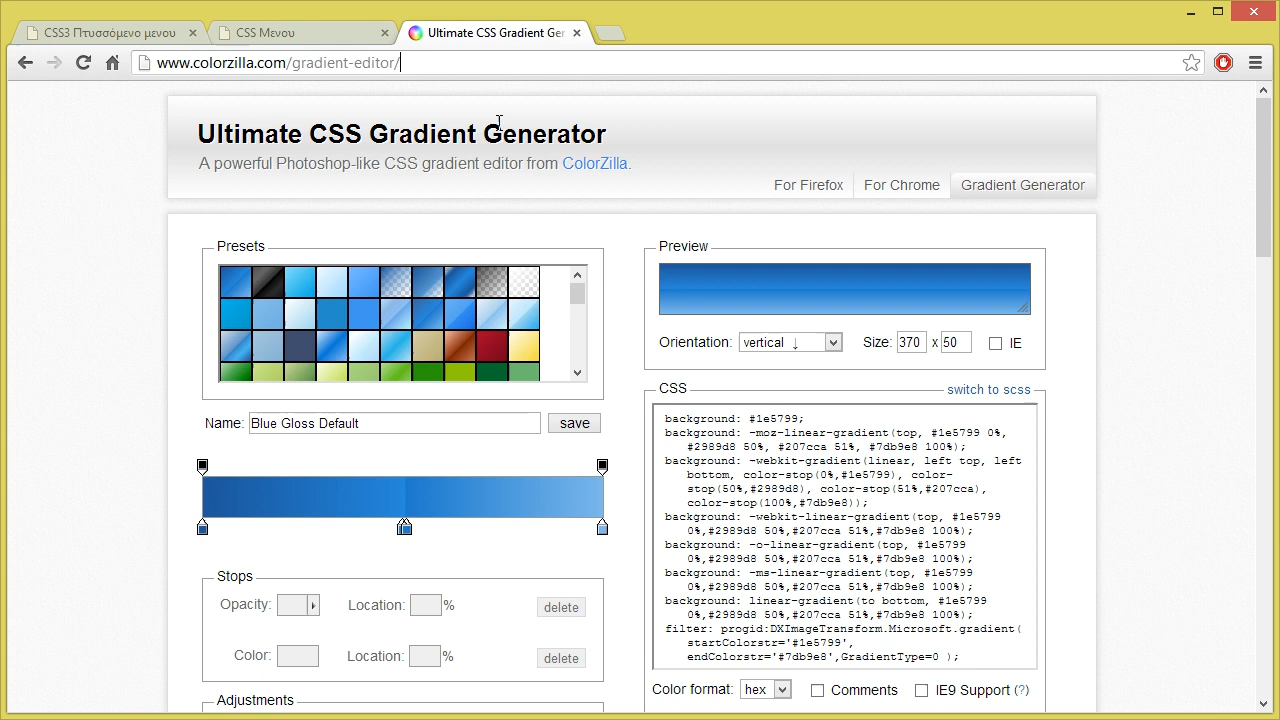 CSS3 Πτυσσόμενο μενου
CSS Μενου
Ultimate CSS Gradient Ger
www.colorzilla.com/gradient-editor/
Ultimate CSS Gradient Generator
A powerful Photoshop-like CSS gradient editor from ColorZilla.
For Firefox
For Chrome
Gradient Generator
Presets
Name: Blue Gloss Default save
Stops
Opacity: Location: % delete
Color: Location: % delete
Adjustments
Preview
Orientation: vertical ↓ Size: 370 x 50 IE
CSS switch to scss
background: #1e5799;
background: -moz-linear-gradient(top, #1e5799 0%,
#2989d8 50%, #207cca 51%, #7db9e8 100%);
background: -webkit-gradient(linear, left top, left
bottom, color-stop(0%,#1e5799), color-
stop(50%,#2989d8), color-stop(51%,#207cca),
color-stop(100%,#7db9e8));
background: -webkit-linear-gradient(top, #1e5799
0%,#2989d8 50%,#207cca 51%,#7db9e8 100%);
background: -o-linear-gradient(top, #1e5799
0%,#2989d8 50%,#207cca 51%,#7db9e8 100%);
background: -ms-linear-gradient(top, #1e5799
0%,#2989d8 50%,#207cca 51%,#7db9e8 100%);
background: linear-gradient(to bottom, #1e5799
0%,#2989d8 50%,#207cca 51%,#7db9e8 100%);
filter: progid:DXImageTransform.Microsoft.gradient(
startColorstr='#1e5799',
endColorstr='#7db9e8',GradientType=0 );
Color format: hex Comments IE9 Support (?)